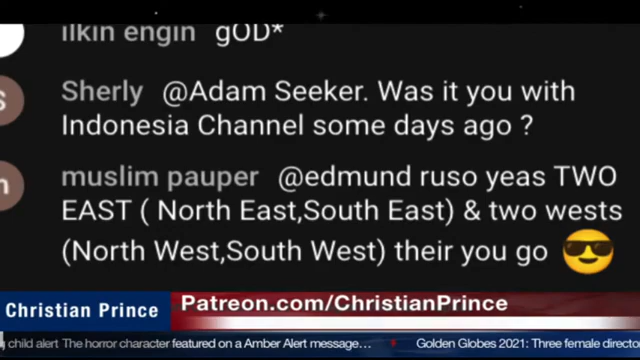 ilkin engin gOD*
Sherly @Adam Seeker. Was it you with
Indonesia Channel some days ago ?
muslim pauper @edmund ruso yeas TWO
EAST ( North East,South East) & two wests
(North West,South West) their you go
Christian Prince
Patreon.com/ChristianPrince
child alert The horror character featured on a Amber Alert message... Golden Globes 2021: Three female